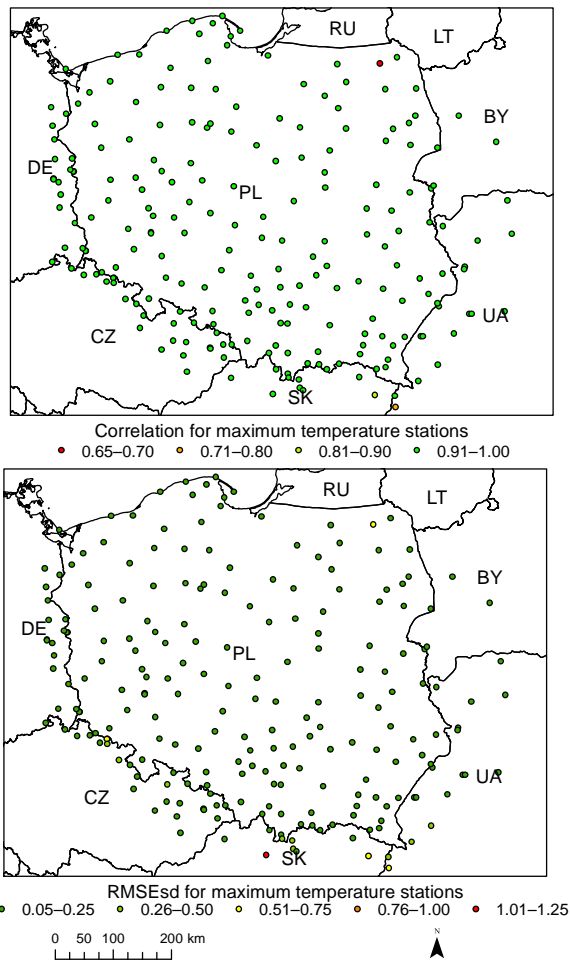 RU
LT
BY
DE
PL
UA
CZ
SK
Correlation for maximum temperature stations
0.65–0.70 0.71–0.80 0.81–0.90 0.91–1.00
RU
LT
BY
DE
PL
UA
CZ
SK
RMSEsd for maximum temperature stations
0.05–0.25 0.26–0.50 0.51–0.75 0.76–1.00 1.01–1.25
0 50 100 200 km
N